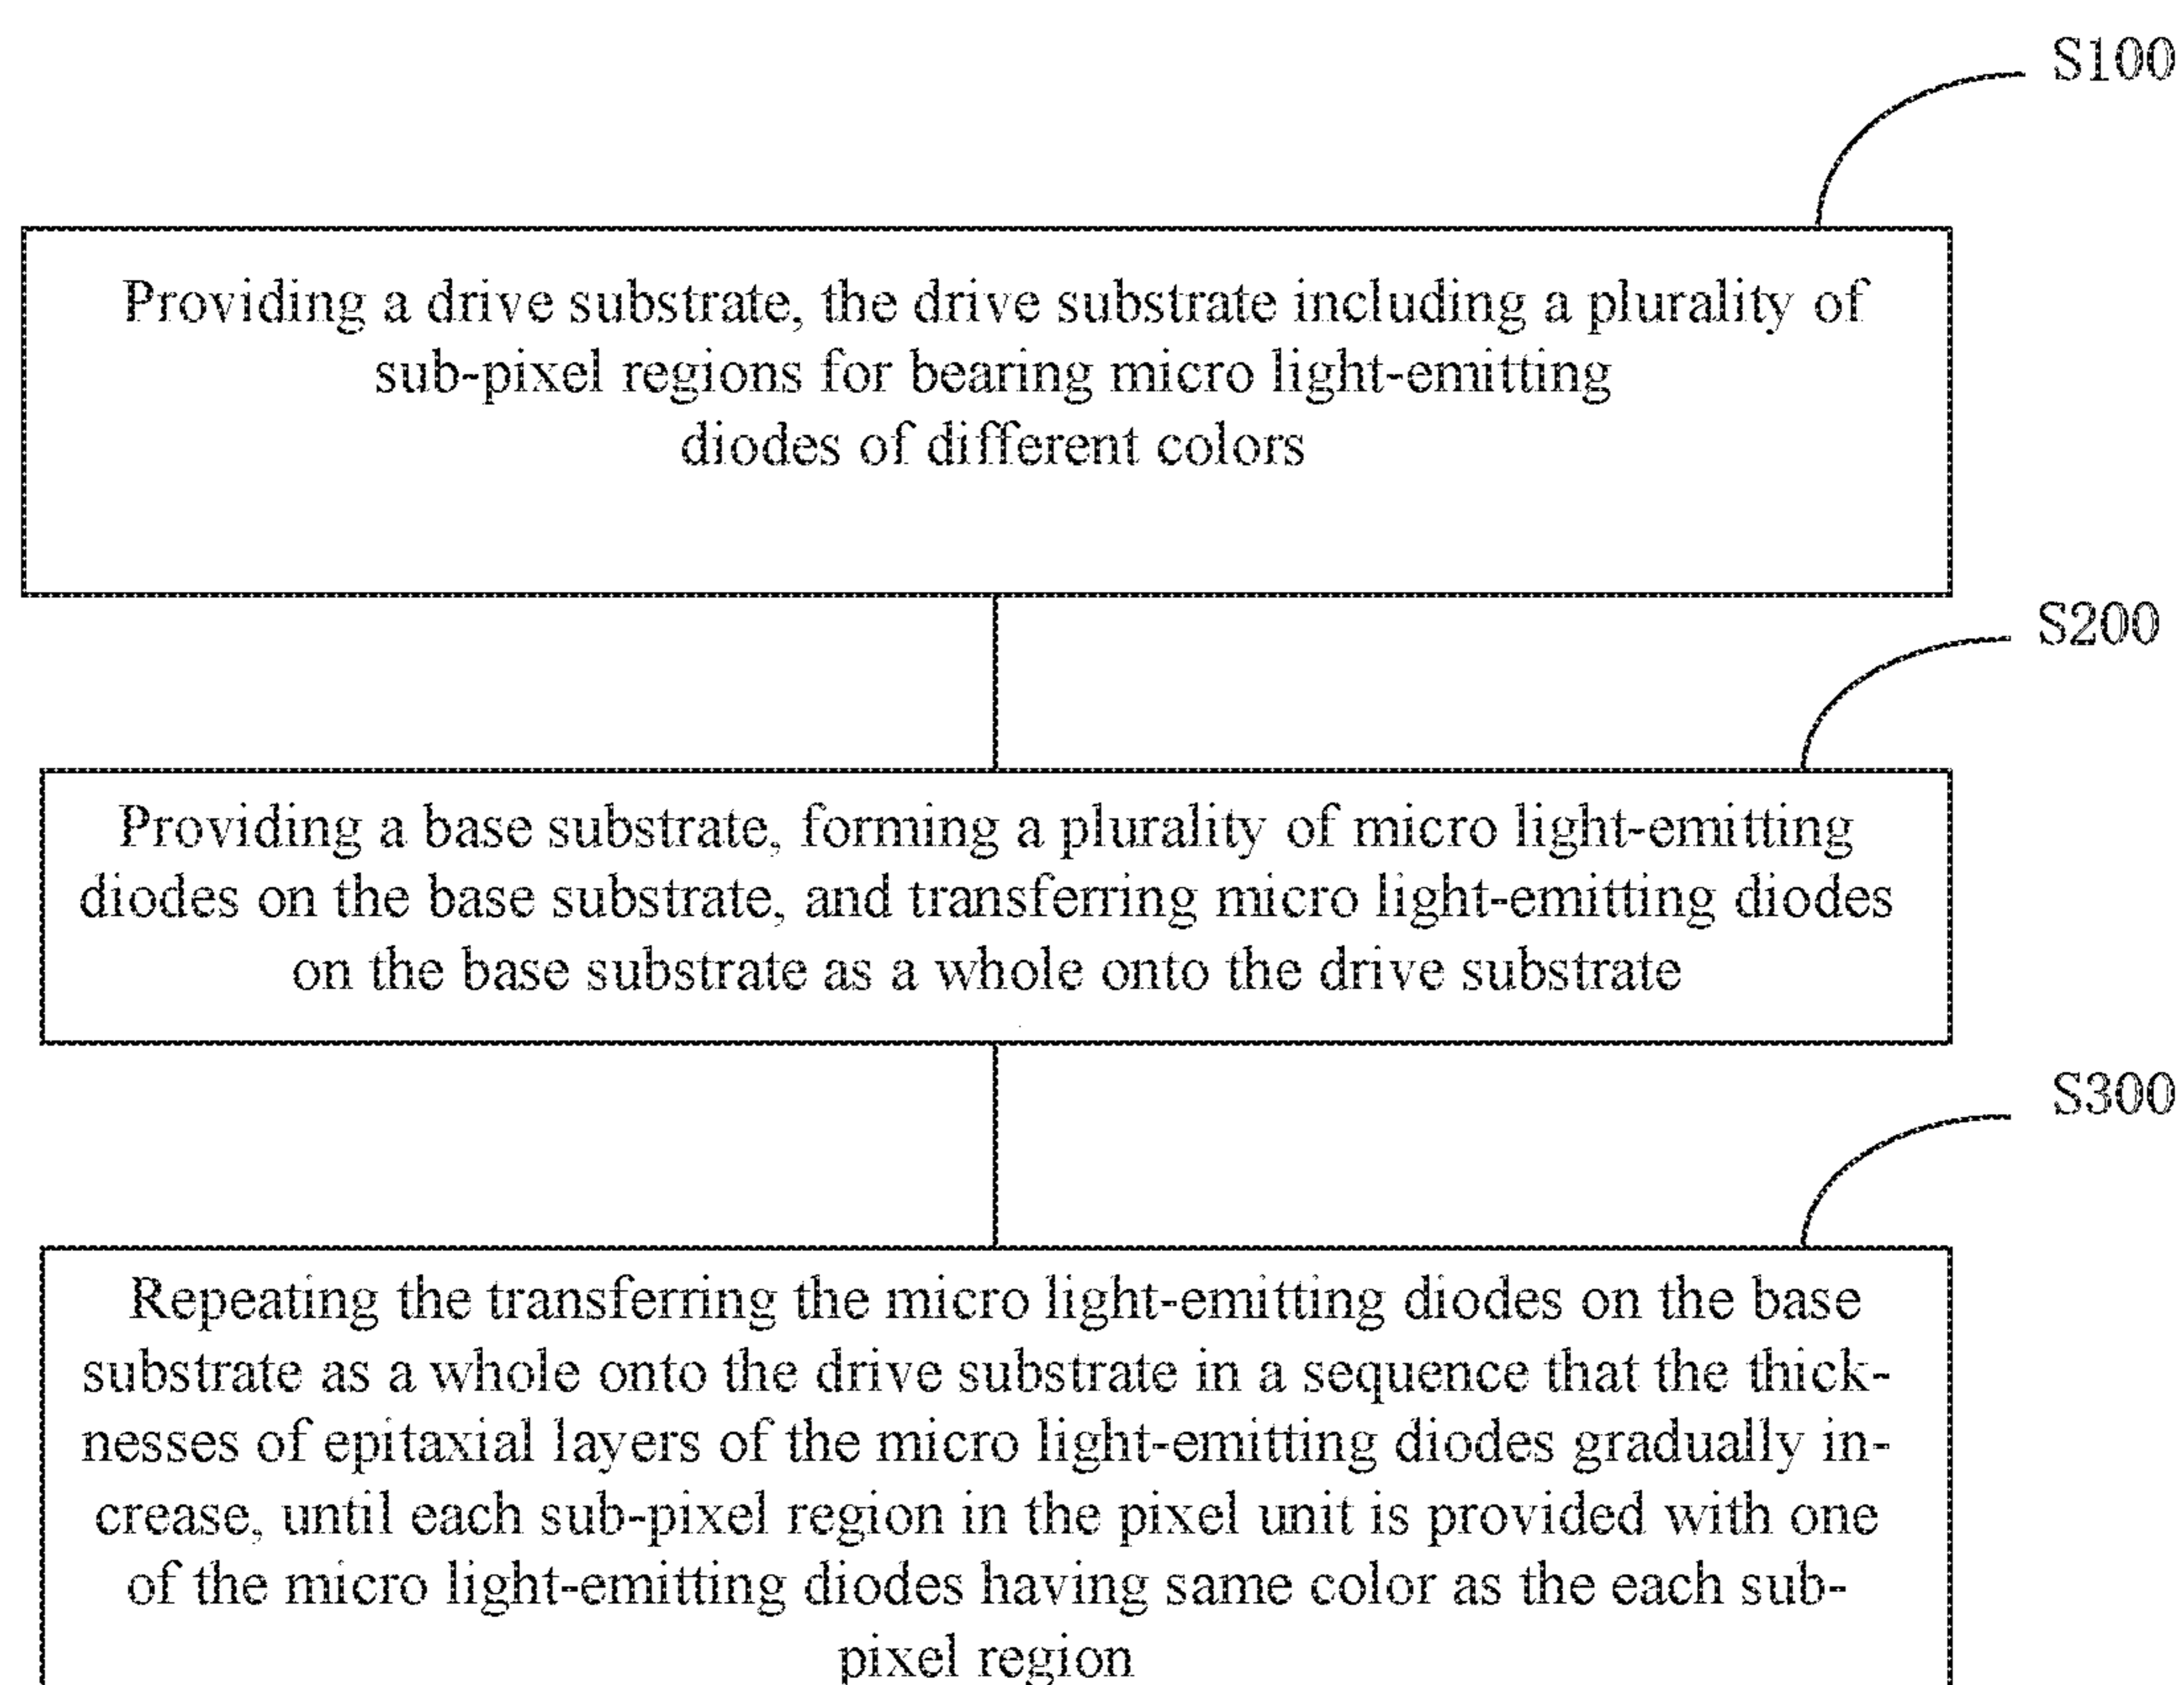 S100
Providing a drive substrate, the drive substrate including a plurality of
sub-pixel regions for bearing micro light-emitting
diodes of different colors
S200
Providing a base substrate, forming a plurality of micro light-emitting
diodes on the base substrate, and transferring micro light-emitting diodes
on the base substrate as a whole onto the drive substrate
S300
Repeating the transferring the micro light-emitting diodes on the base
substrate as a whole onto the drive substrate in a sequence that the thick-
nesses of epitaxial layers of the micro light-emitting diodes gradually in-
crease, until each sub-pixel region in the pixel unit is provided with one
of the micro light-emitting diodes having same color as the each sub-
pixel region